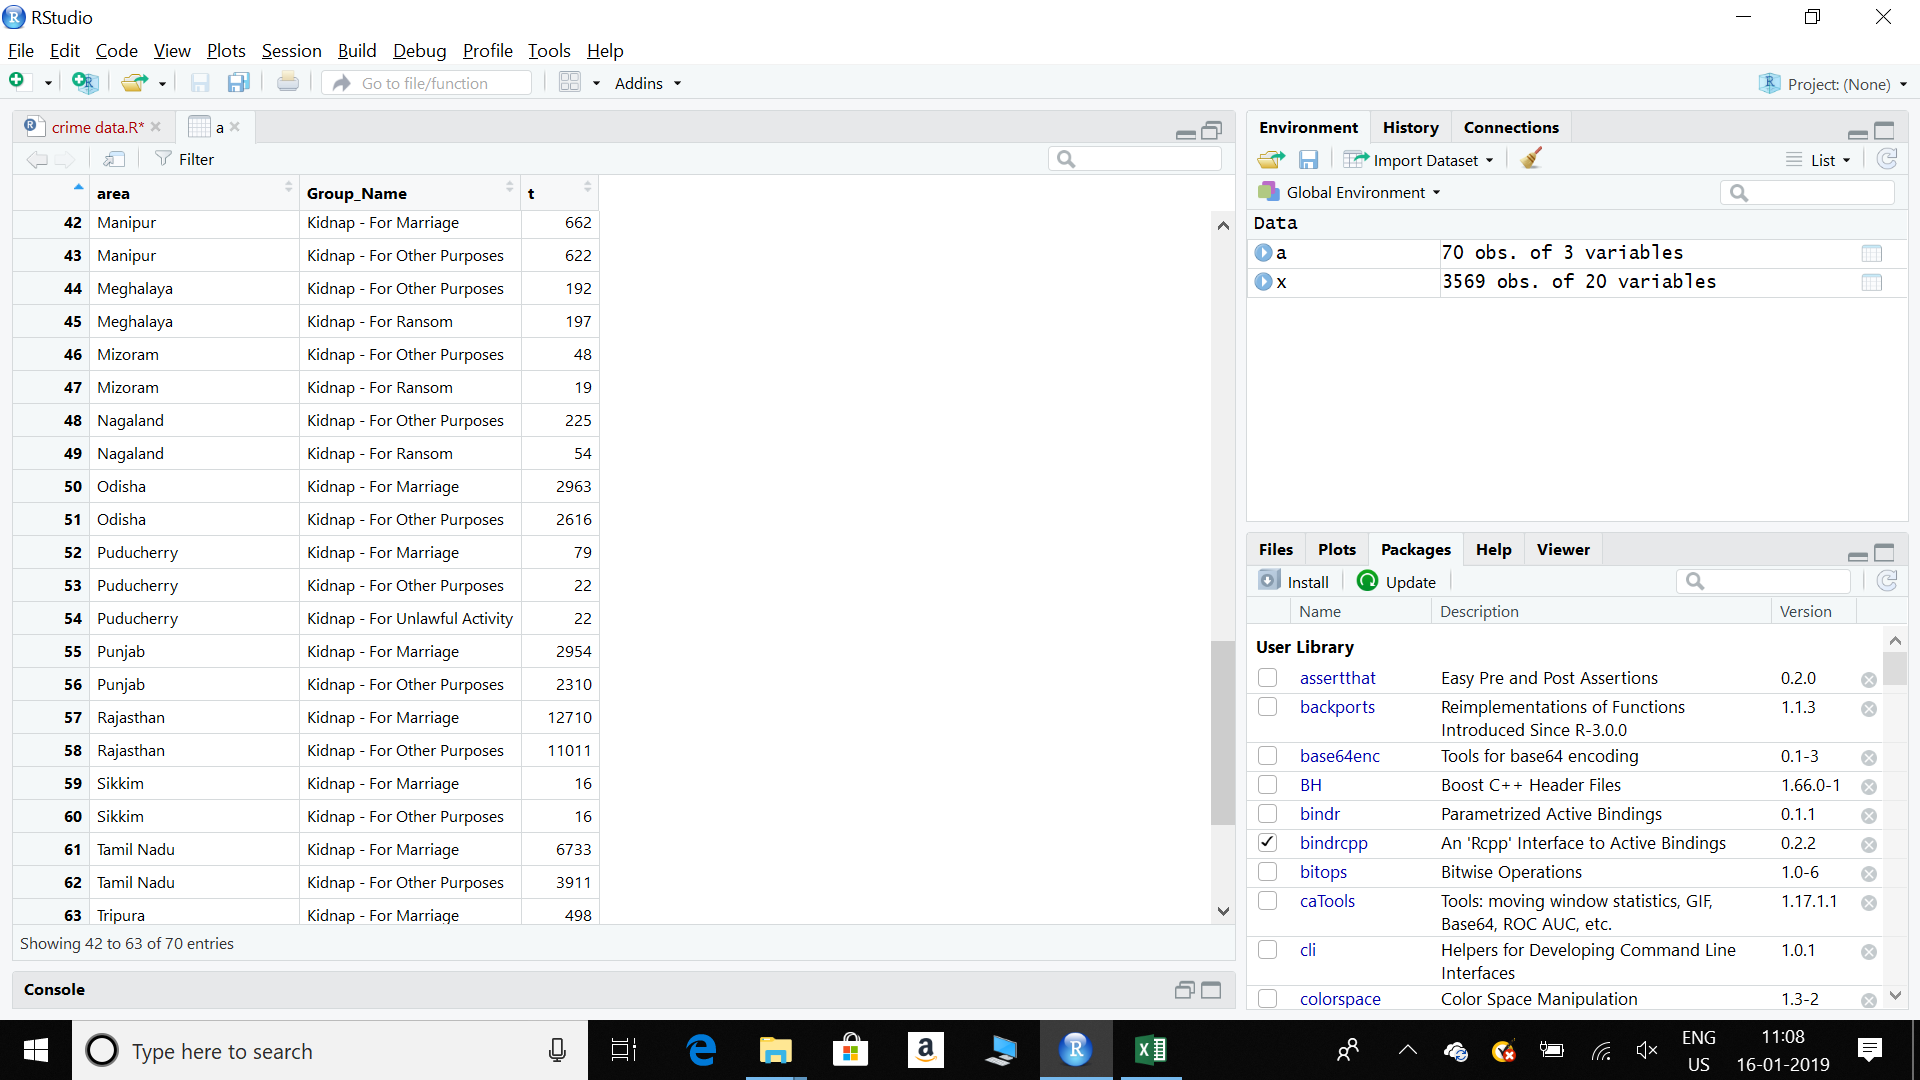 RStudio
File Edit Code View Plots Session Build Debug Profile Tools Help
Go to file/function Addins Project: (None)
crime data.R* a
Filter
area Group_Name t
42 Manipur Kidnap - For Marriage 662
43 Manipur Kidnap - For Other Purposes 622
44 Meghalaya Kidnap - For Other Purposes 192
45 Meghalaya Kidnap - For Ransom 197
46 Mizoram Kidnap - For Other Purposes 48
47 Mizoram Kidnap - For Ransom 19
48 Nagaland Kidnap - For Other Purposes 225
49 Nagaland Kidnap - For Ransom 54
50 Odisha Kidnap - For Marriage 2963
51 Odisha Kidnap - For Other Purposes 2616
52 Puducherry Kidnap - For Marriage 79
53 Puducherry Kidnap - For Other Purposes 22
54 Puducherry Kidnap - For Unlawful Activity 22
55 Punjab Kidnap - For Marriage 2954
56 Punjab Kidnap - For Other Purposes 2310
57 Rajasthan Kidnap - For Marriage 12710
58 Rajasthan Kidnap - For Other Purposes 11011
59 Sikkim Kidnap - For Marriage 16
60 Sikkim Kidnap - For Other Purposes 16
61 Tamil Nadu Kidnap - For Marriage 6733
62 Tamil Nadu Kidnap - For Other Purposes 3911
63 Tripura Kidnap - For Marriage 498
Showing 42 to 63 of 70 entries
Console
Environment History Connections
Import Dataset List
Global Environment
Data
a 70 obs. of 3 variables
x 3569 obs. of 20 variables
Files Plots Packages Help Viewer
Install Update
Name Description Version
User Library
assertthat Easy Pre and Post Assertions 0.2.0
backports Reimplementations of Functions 1.1.3
Introduced Since R-3.0.0
base64enc Tools for base64 encoding 0.1-3
BH Boost C++ Header Files 1.66.0-1
bindr Parametrized Active Bindings 0.1.1
bindrcpp An 'Rcpp' Interface to Active Bindings 0.2.2
bitops Bitwise Operations 1.0-6
caTools Tools: moving window statistics, GIF, 1.17.1.1
Base64, ROC AUC, etc.
cli Helpers for Developing Command Line 1.0.1
Interfaces
colorspace Color Space Manipulation 1.3-2
Type here to search
ENG 11:08
US 16-01-2019